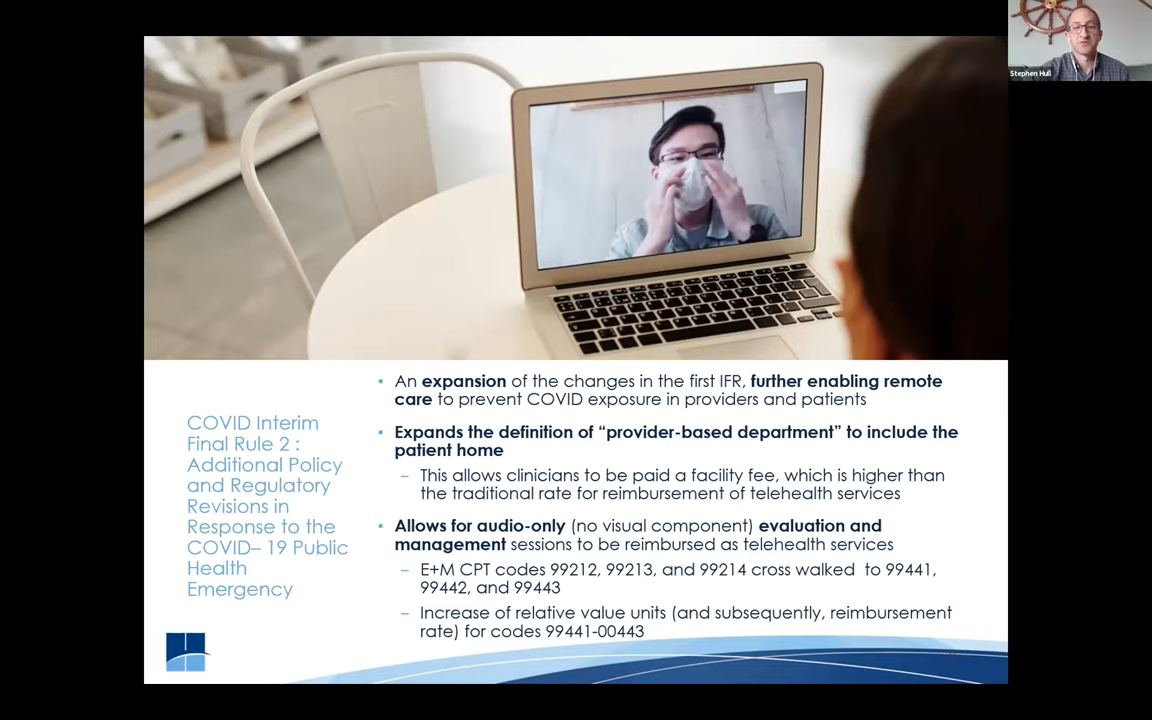 Stephen Hull
COVID Interim
Final Rule 2 :
Additional Policy
and Regulatory
Revisions in
Response to the
COVID– 19 Public
Health
Emergency
• An expansion of the changes in the first IFR, further enabling remote
care to prevent COVID exposure in providers and patients
• Expands the definition of “provider-based department” to include the
patient home
– This allows clinicians to be paid a facility fee, which is higher than
the traditional rate for reimbursement of telehealth services
• Allows for audio-only (no visual component) evaluation and
management sessions to be reimbursed as telehealth services
– E+M CPT codes 99212, 99213, and 99214 cross walked  to 99441,
99442, and 99443
– Increase of relative value units (and subsequently, reimbursement
rate) for codes 99441-00443